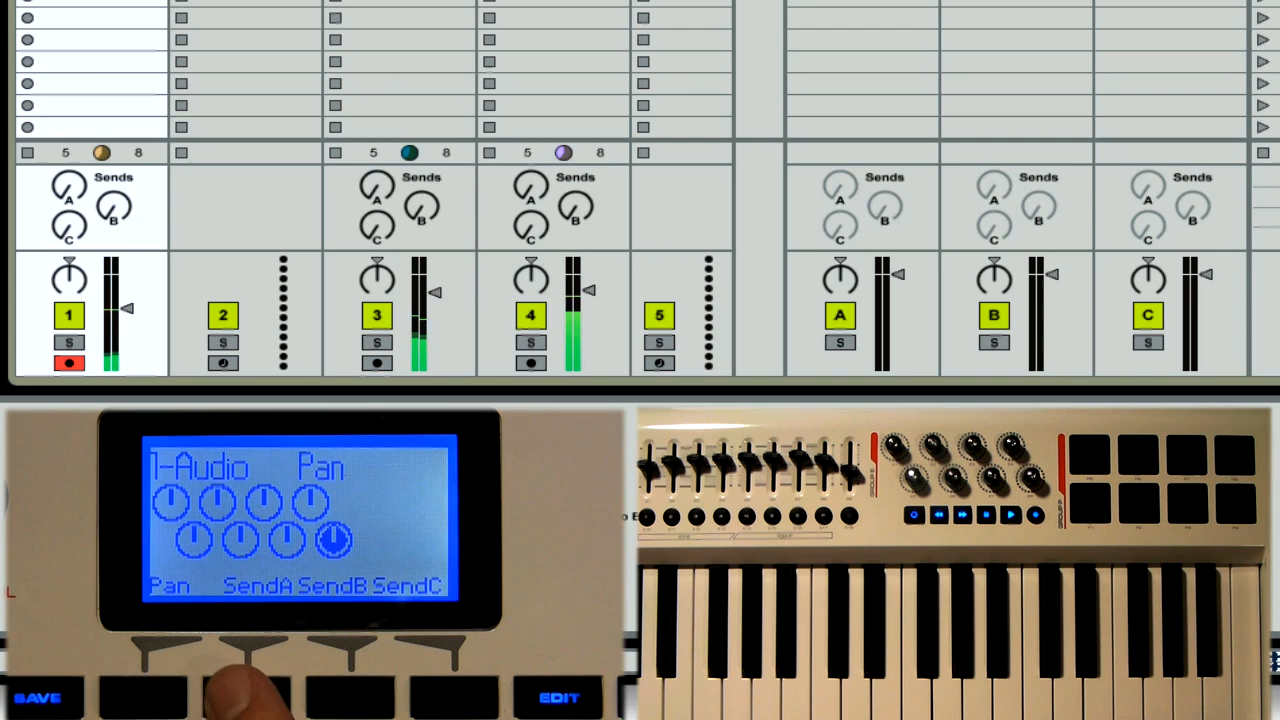 5 8 5 8 5 8
Sends Sends Sends Sends Sends Sends
A A A A A A
B B B B B B
C C C C C C
1 2 3 4 5 A B C
S S S S S S S S
1-Audio Pan
Pan SendA SendB SendC
SAVE EDIT